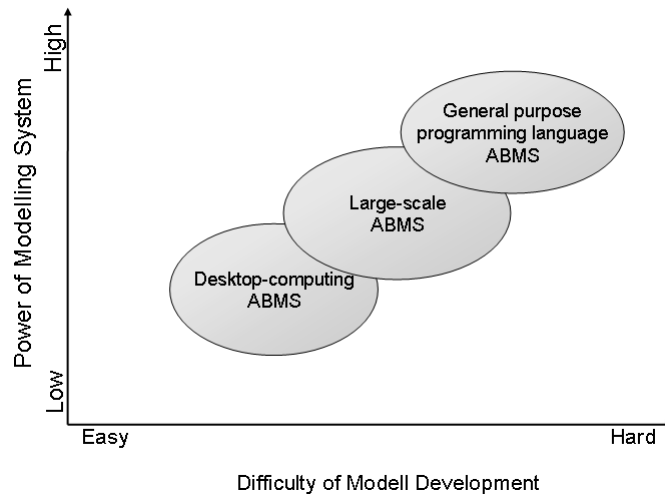 High
Power of Modelling System
Low
General purpose
programming language
ABMS
Large-scale
ABMS
Desktop-computing
ABMS
Easy
Hard
Difficulty of Modell Development